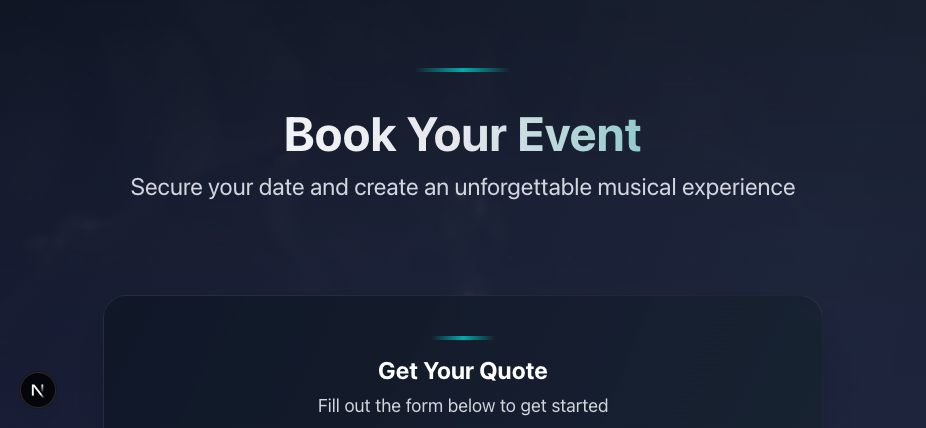 Book Your Event
Secure your date and create an unforgettable musical experience
Get Your Quote
Fill out the form below to get started
N